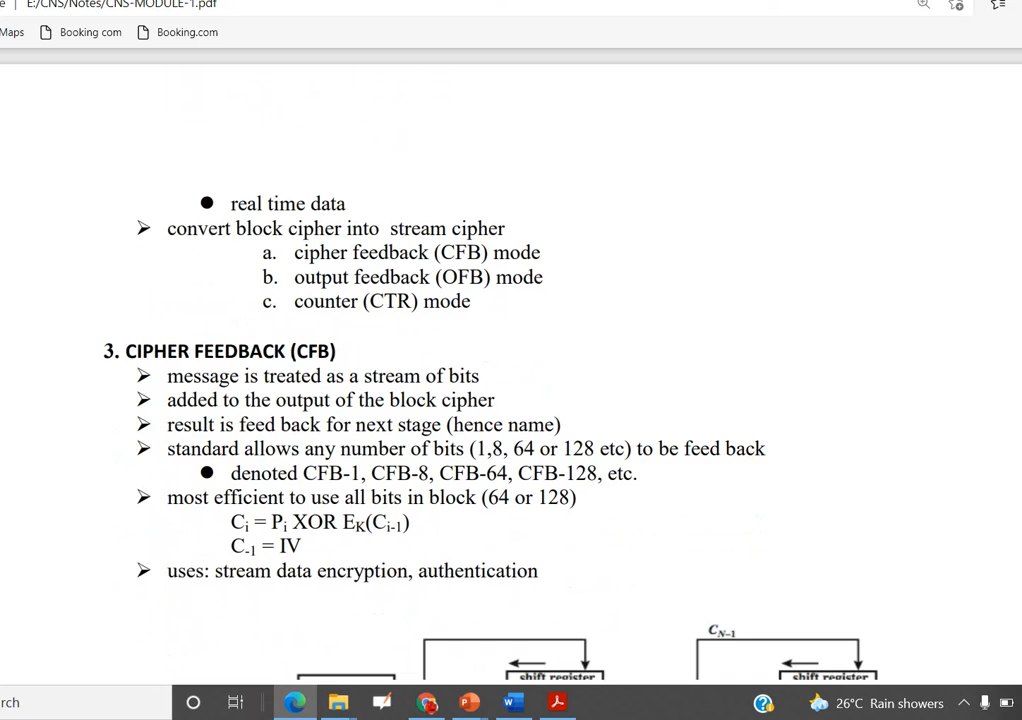 e | E:/CNS/Notes/CNS-MODULE-1.pdf
Maps Booking com Booking.com
● real time data
➢ convert block cipher into stream cipher
a. cipher feedback (CFB) mode
b. output feedback (OFB) mode
c. counter (CTR) mode
3. CIPHER FEEDBACK (CFB)
➢ message is treated as a stream of bits
➢ added to the output of the block cipher
➢ result is feed back for next stage (hence name)
➢ standard allows any number of bits (1,8, 64 or 128 etc) to be feed back
● denoted CFB-1, CFB-8, CFB-64, CFB-128, etc.
➢ most efficient to use all bits in block (64 or 128)
Cᵢ = Pᵢ XOR E_K(Cᵢ₋₁)
C₋₁ = IV
➢ uses: stream data encryption, authentication
C_N–1
shift register shift register
rch 26°C Rain showers